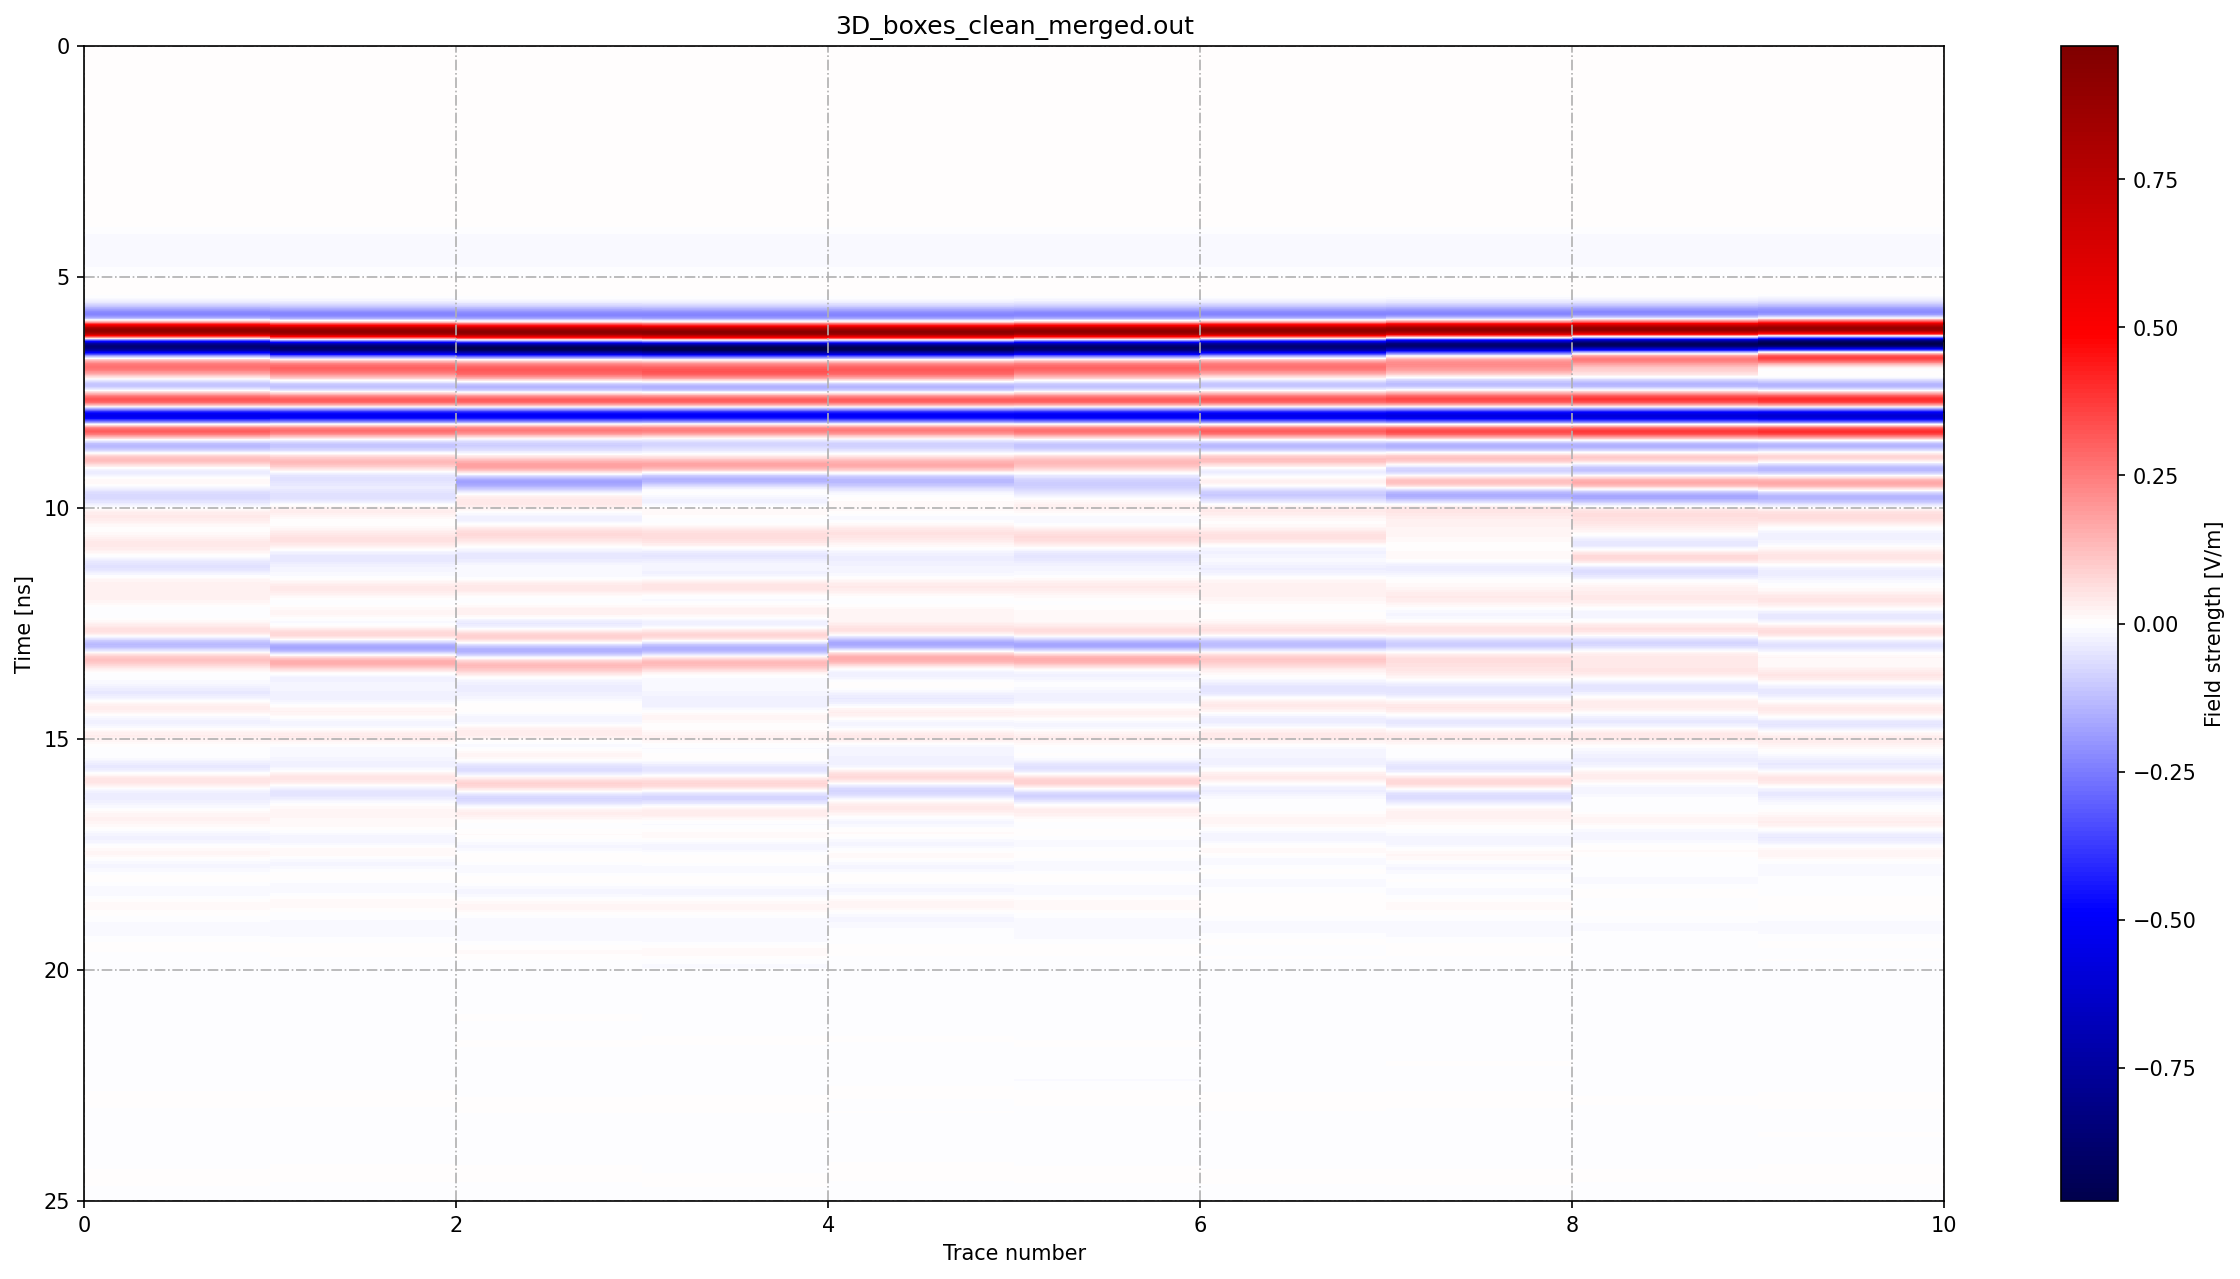 3D_boxes_clean_merged.out
0
5
10
15
20
25
Time [ns]
0 2 4 6 8 10
Trace number
0.75
0.50
0.25
0.00
−0.25
−0.50
−0.75
Field strength [V/m]